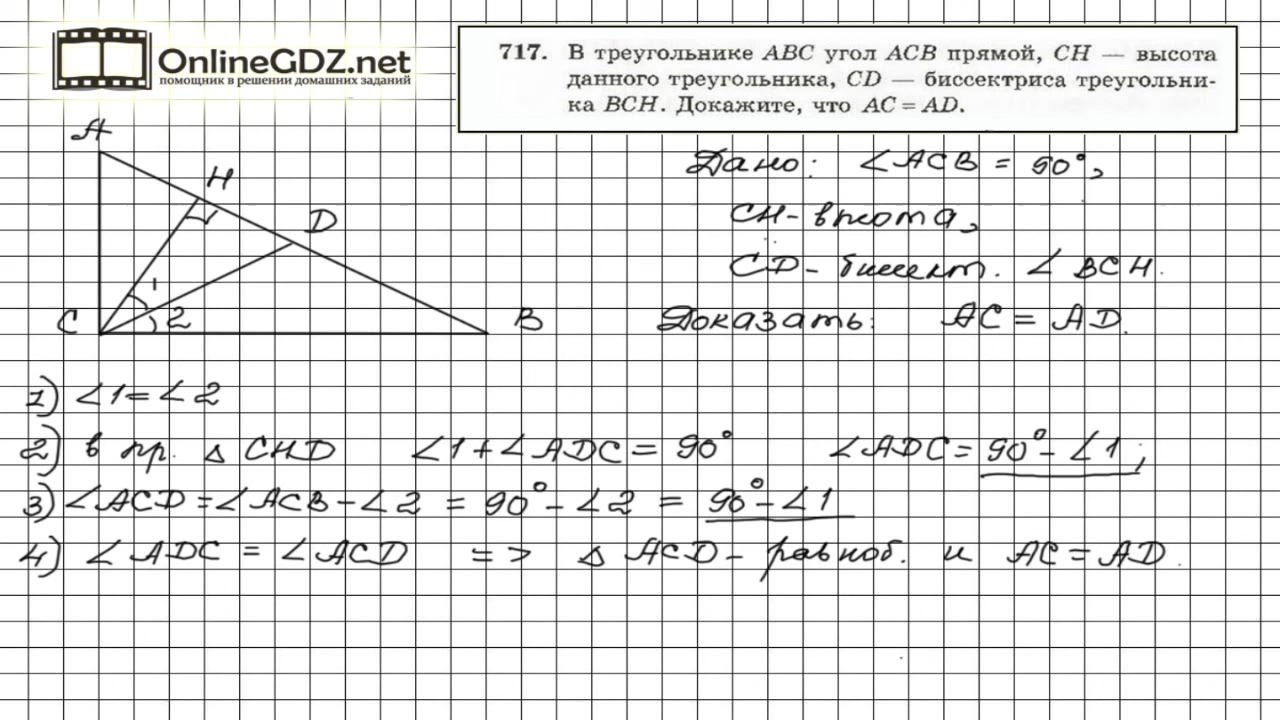 OnlineGDZ.net
помощник в решении домашних заданий
717. В треугольнике ABC угол ACB прямой, CH — высота
данного треугольника, CD — биссектриса треугольни-
ка BCH. Докажите, что AC = AD.
A
H
D
1
C
2
B
Дано: ∠ACB = 90°,
CH - высота,
CD - биссект. ∠ BCH.
Доказать: AC = AD.
1) ∠1 = ∠2
2) в пр. △ CHD ∠1 + ∠ADC = 90° ∠ADC = 90° - ∠1;
3) ∠ACD = ∠ACB - ∠2 = 90° - ∠2 = 90° - ∠1
4) ∠ADC = ∠ACD => △ ACD - равноб. и AC = AD.